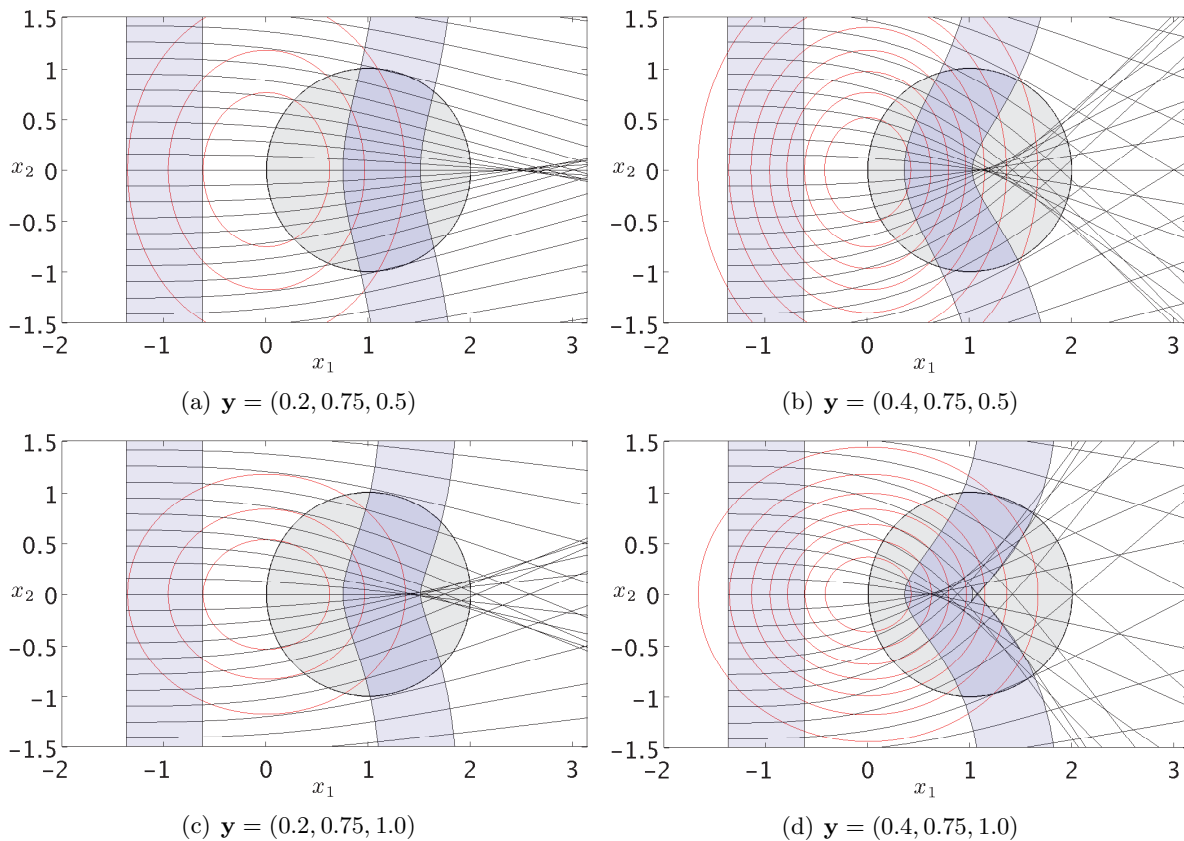 1.5
1
0.5
x₂ 0
-0.5
-1
-1.5
-2 -1 0 1 2 3
x₁
(a) y = (0.2, 0.75, 0.5)
1.5
1
0.5
x₂ 0
-0.5
-1
-1.5
-2 -1 0 1 2 3
x₁
(b) y = (0.4, 0.75, 0.5)
1.5
1
0.5
x₂ 0
-0.5
-1
-1.5
-2 -1 0 1 2 3
x₁
(c) y = (0.2, 0.75, 1.0)
1.5
1
0.5
x₂ 0
-0.5
-1
-1.5
-2 -1 0 1 2 3
x₁
(d) y = (0.4, 0.75, 1.0)